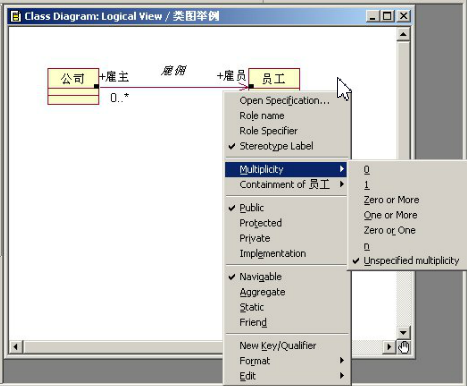 Class Diagram: Logical View / 类图举例
公司
+雇主
雇佣
+雇员
员工
0..*
Open Specification...
Role name
Role Specifier
Stereotype Label
Multiplicity
Containment of 员工
Public
Protected
Private
Implementation
Navigable
Aggregate
Static
Friend
New Key/Qualifier
Format
Edit
0
1
Zero or More
One or More
Zero or One
n
Unspecified multiplicity